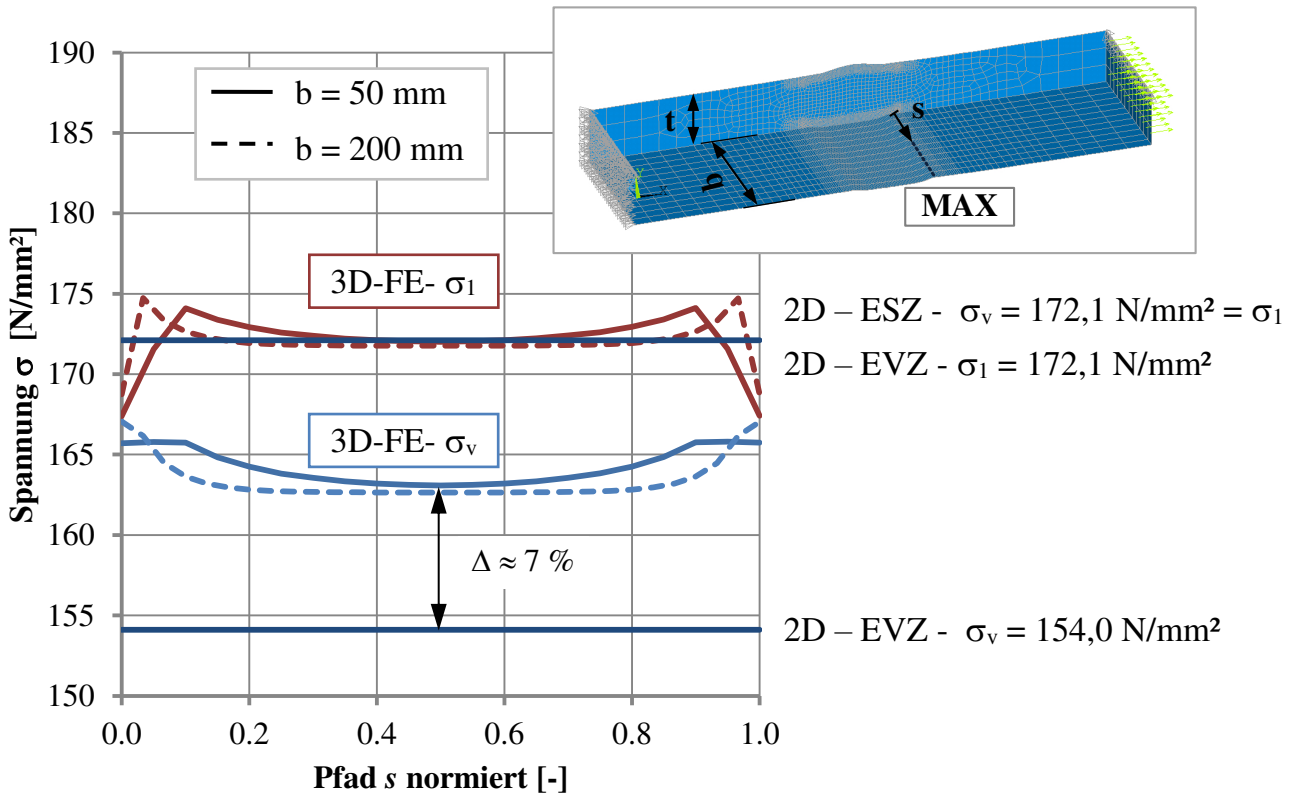 190
185
180
175
170
165
160
155
150
0.0
0.2
0.4
0.6
0.8
1.0
Spannung σ [N/mm²]
Pfad s normiert [-]
b = 50 mm
b = 200 mm
t
b
s
Y
X
MAX
3D-FE- σ₁
3D-FE- σᵥ
Δ ≈ 7 %
2D – ESZ - σᵥ = 172,1 N/mm² = σ₁
2D – EVZ - σ₁ = 172,1 N/mm²
2D – EVZ - σᵥ = 154,0 N/mm²